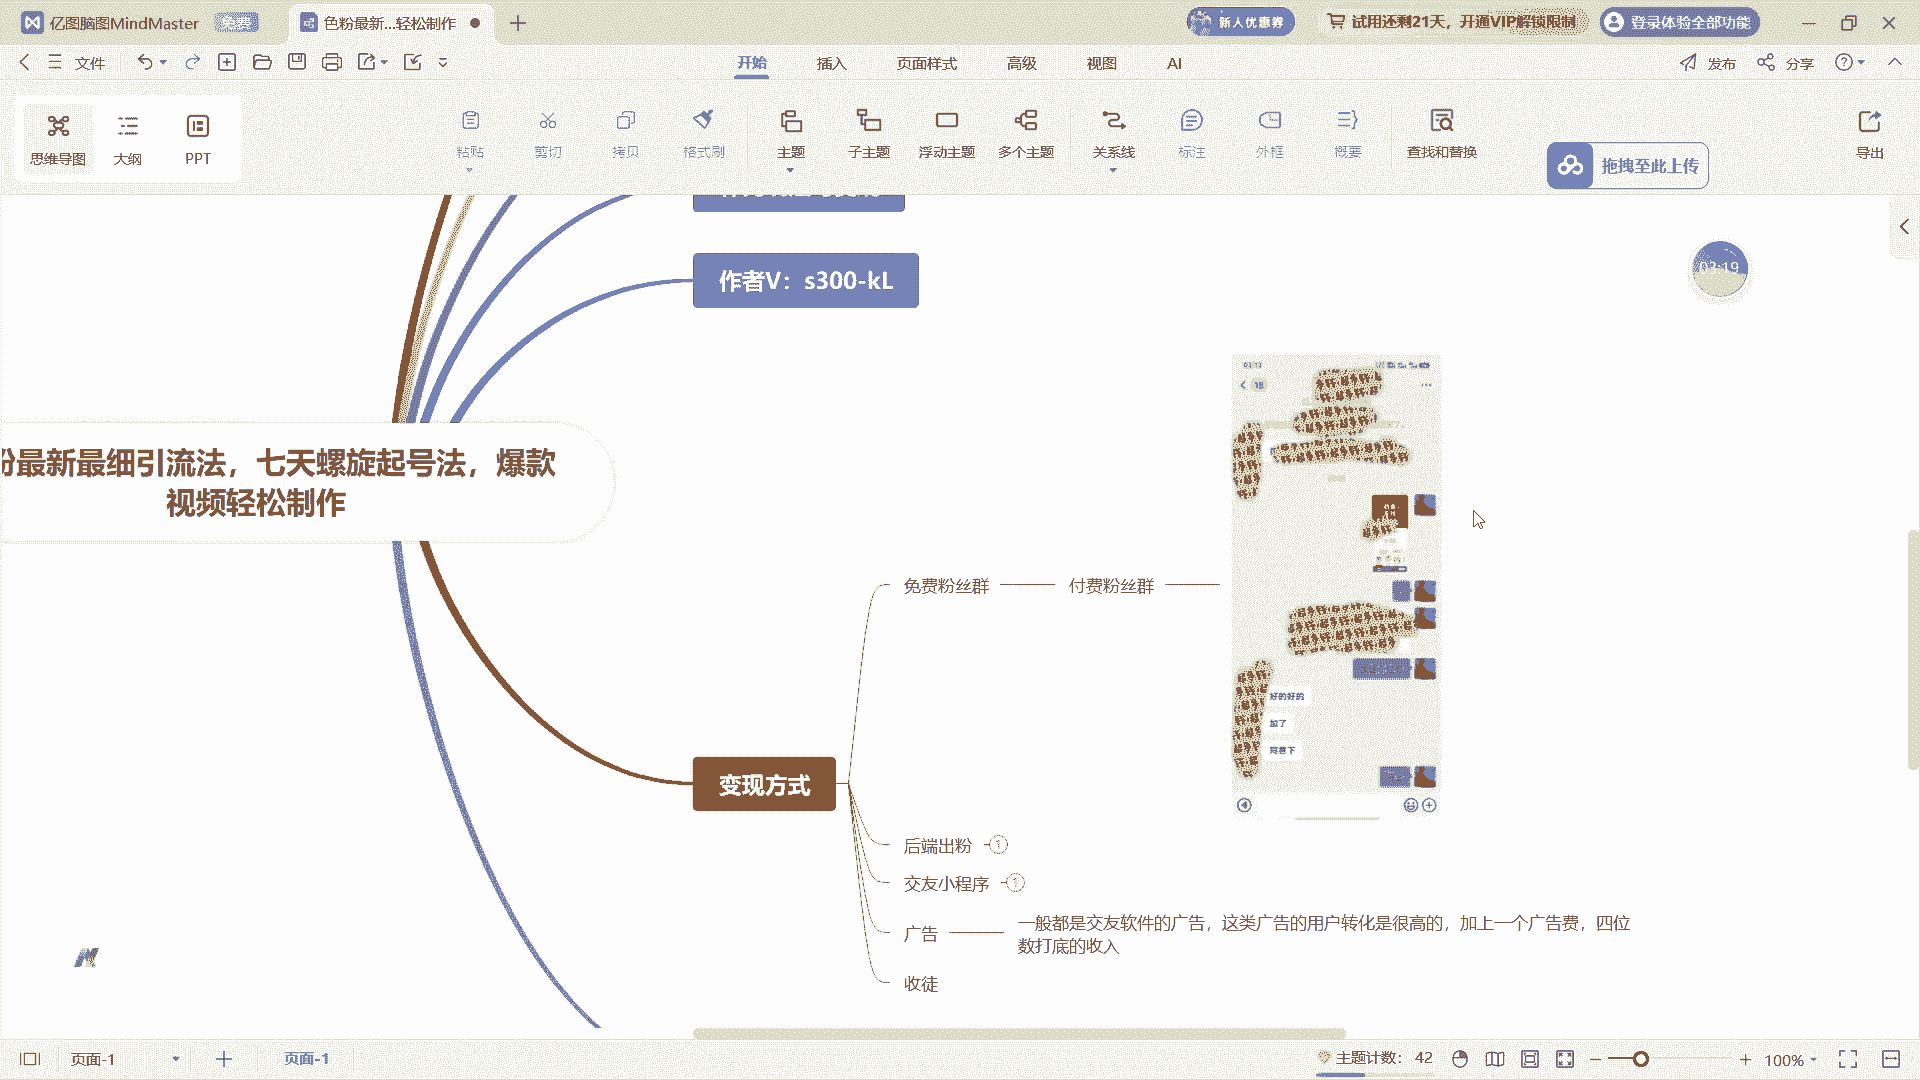 亿图脑图MindMaster
免费
色粉最新...轻松制作
新人优惠券
试用还剩21天，开通VIP解锁限制
登录体验全部功能
文件
开始
插入
页面样式
高级
视图
AI
发布
分享
思维导图
大纲
PPT
粘贴
剪切
拷贝
格式刷
主题
子主题
浮动主题
多个主题
关系线
标注
外框
概要
查找和替换
拖拽至此上传
导出
作者V：s300-kL
03:19
粉最新最细引流法，七天螺旋起号法，爆款
视频轻松制作
免费粉丝群
付费粉丝群
好的好的
加了
同意下
变现方式
后端出粉
1
交友小程序
1
广告
一般都是交友软件的广告，这类广告的用户转化是很高的，加上一个广告费，四位
数打底的收入
收徒
页面-1
页面-1
主题计数： 42
100%